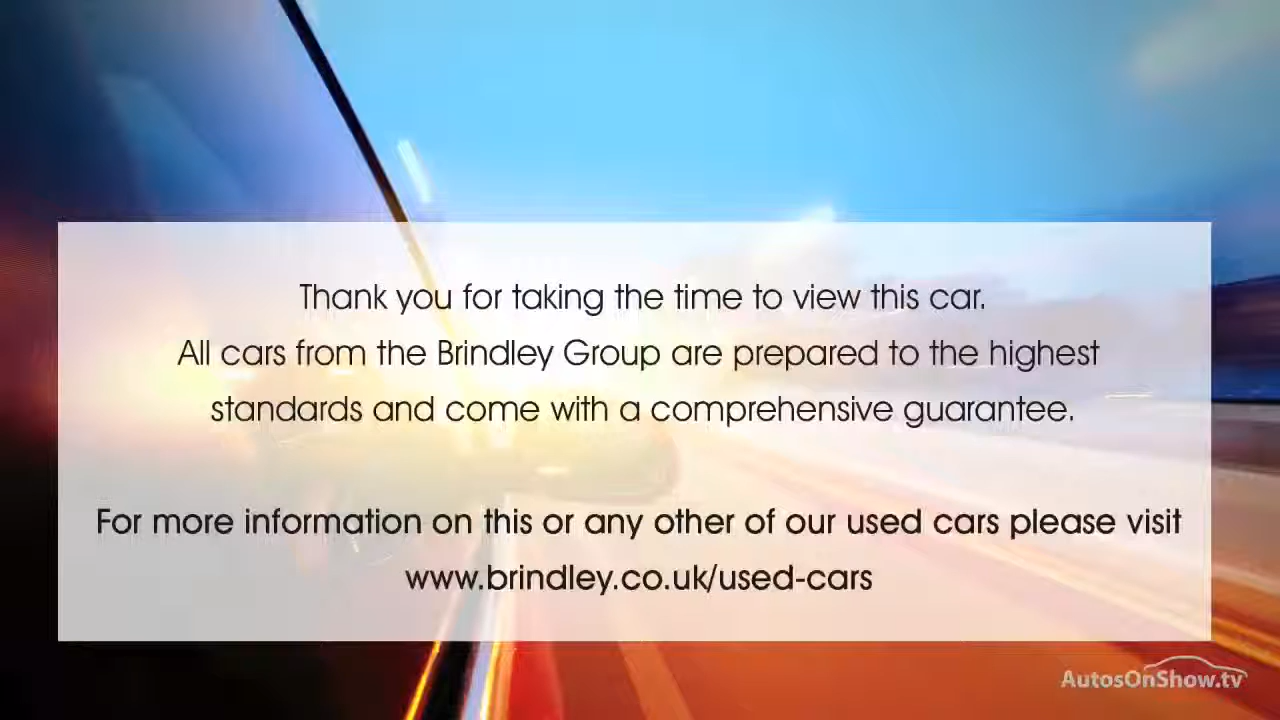 Thank you for taking the time to view this car.
All cars from the Brindley Group are prepared to the highest
standards and come with a comprehensive guarantee.
For more information on this or any other of our used cars please visit
www.brindley.co.uk/used-cars
AutosOnShow.tv